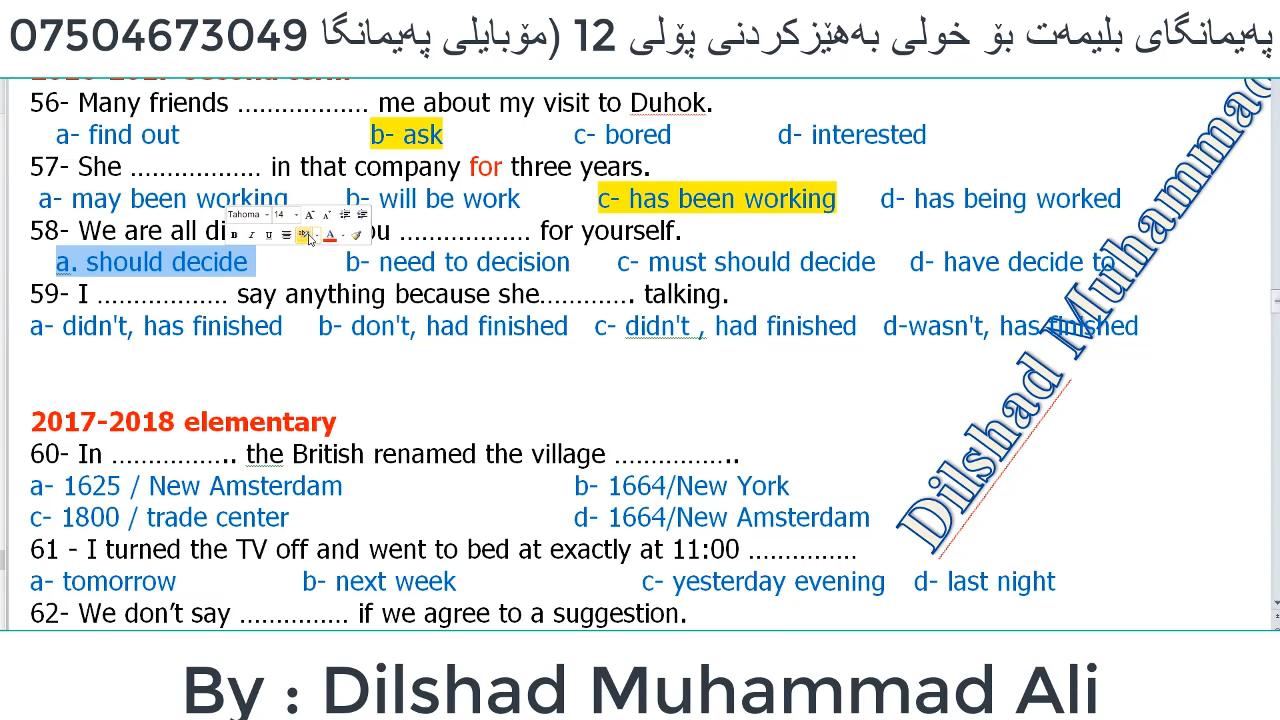 پەیمانگای بلیمەت بۆ خولی بەهێزکردنی پۆلی 12 (مۆبایلی پەیمانگا 07504673049
56- Many friends ……………… me about my visit to Duhok.
a- find out b- ask c- bored d- interested
57- She ……………… in that company for three years.
a- may been working b- will be work c- has been working d- has being worked
Tahoma 14
58- We are all di ou ……………… for yourself.
a. should decide b- need to decision c- must should decide d- have decide to
59- I ……………… say anything because she…………. talking.
a- didn't, has finished b- don't, had finished c- didn't , had finished d-wasn't, has finished
2017-2018 elementary
60- In …………….. the British renamed the village ……………..
a- 1625 / New Amsterdam b- 1664/New York
c- 1800 / trade center d- 1664/New Amsterdam
61 - I turned the TV off and went to bed at exactly at 11:00 ……………
a- tomorrow b- next week c- yesterday evening d- last night
62- We don’t say …………… if we agree to a suggestion.
Dilshad Muhammad
By : Dilshad Muhammad Ali